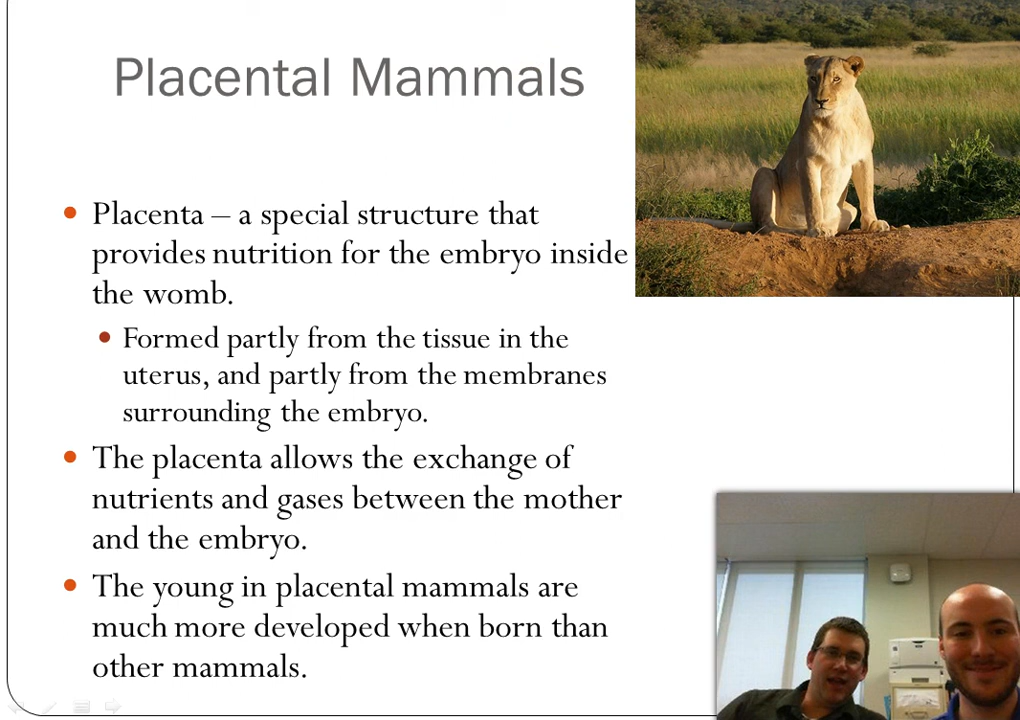 Placental Mammals
Placenta – a special structure that
provides nutrition for the embryo inside
the womb.
Formed partly from the tissue in the
uterus, and partly from the membranes
surrounding the embryo.
The placenta allows the exchange of
nutrients and gases between the mother
and the embryo.
The young in placental mammals are
much more developed when born than
other mammals.